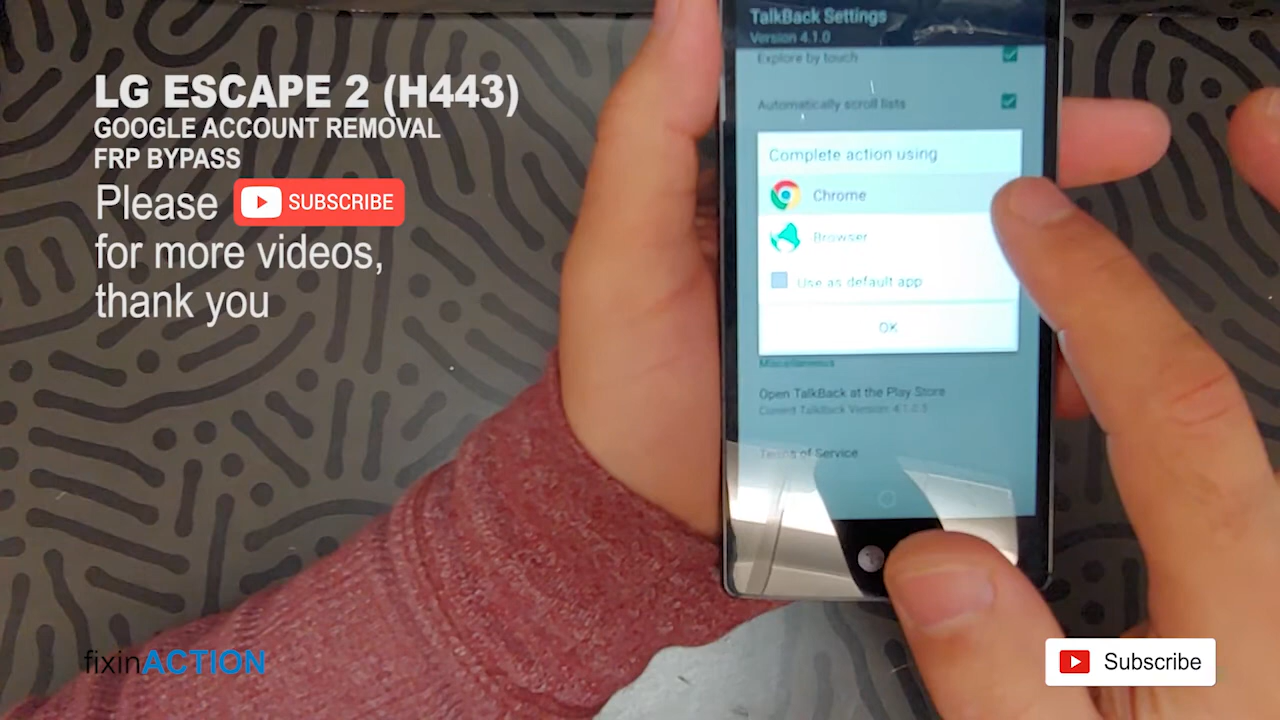 LG ESCAPE 2 (H443)
GOOGLE ACCOUNT REMOVAL
FRP BYPASS
Please SUBSCRIBE
for more videos,
thank you
TalkBack Settings
Version 4.1.0
Explore by touch
Automatically scroll lists
Complete action using
Chrome
Browser
Use as default app
OK
Miscellaneous
Open TalkBack at the Play Store
Current TalkBack Version: 4.1.0.3
Terms of Service
fixinACTION
Subscribe